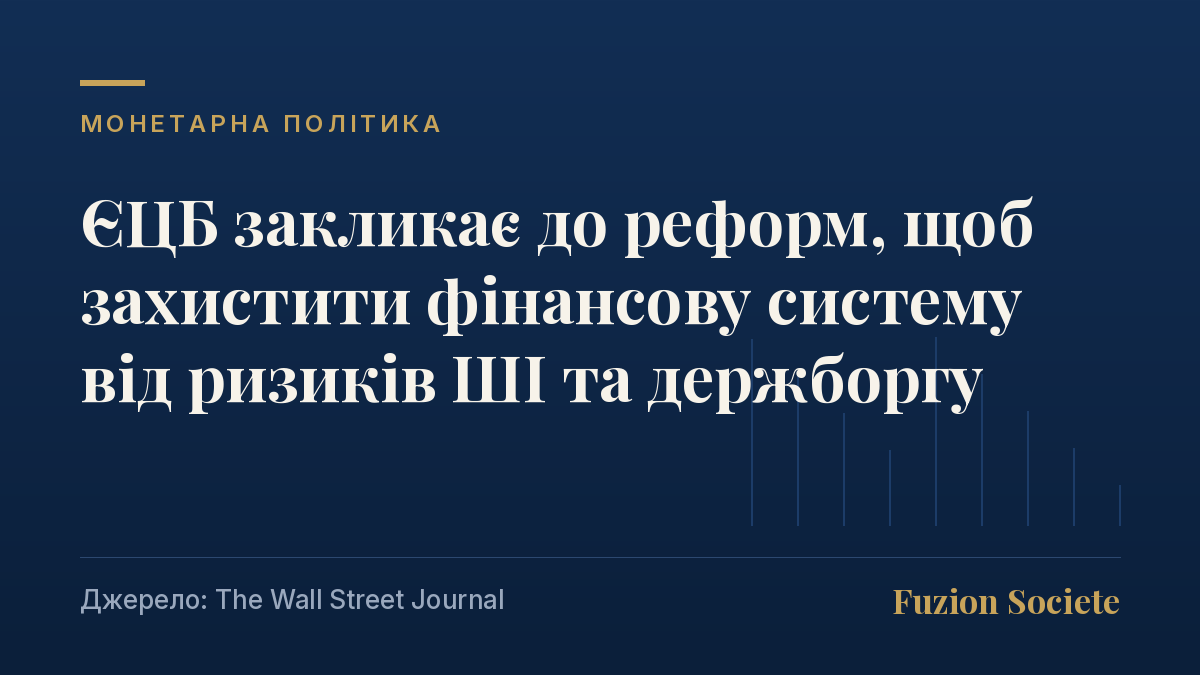 МОНЕТАРНА ПОЛІТИКА
ЄЦБ закликає до реформ, щоб
захистити фінансову систему
від ризиків ШІ та держборгу
Джерело: The Wall Street Journal
Fuzion Societe